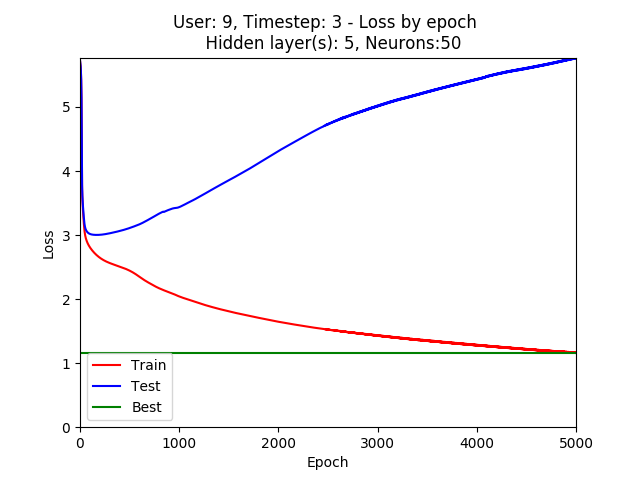 User: 9, Timestep: 3 - Loss by epoch
Hidden layer(s): 5, Neurons:50
Loss
5
4
3
2
1
0
Train
Test
Best
0 1000 2000 3000 4000 5000
Epoch